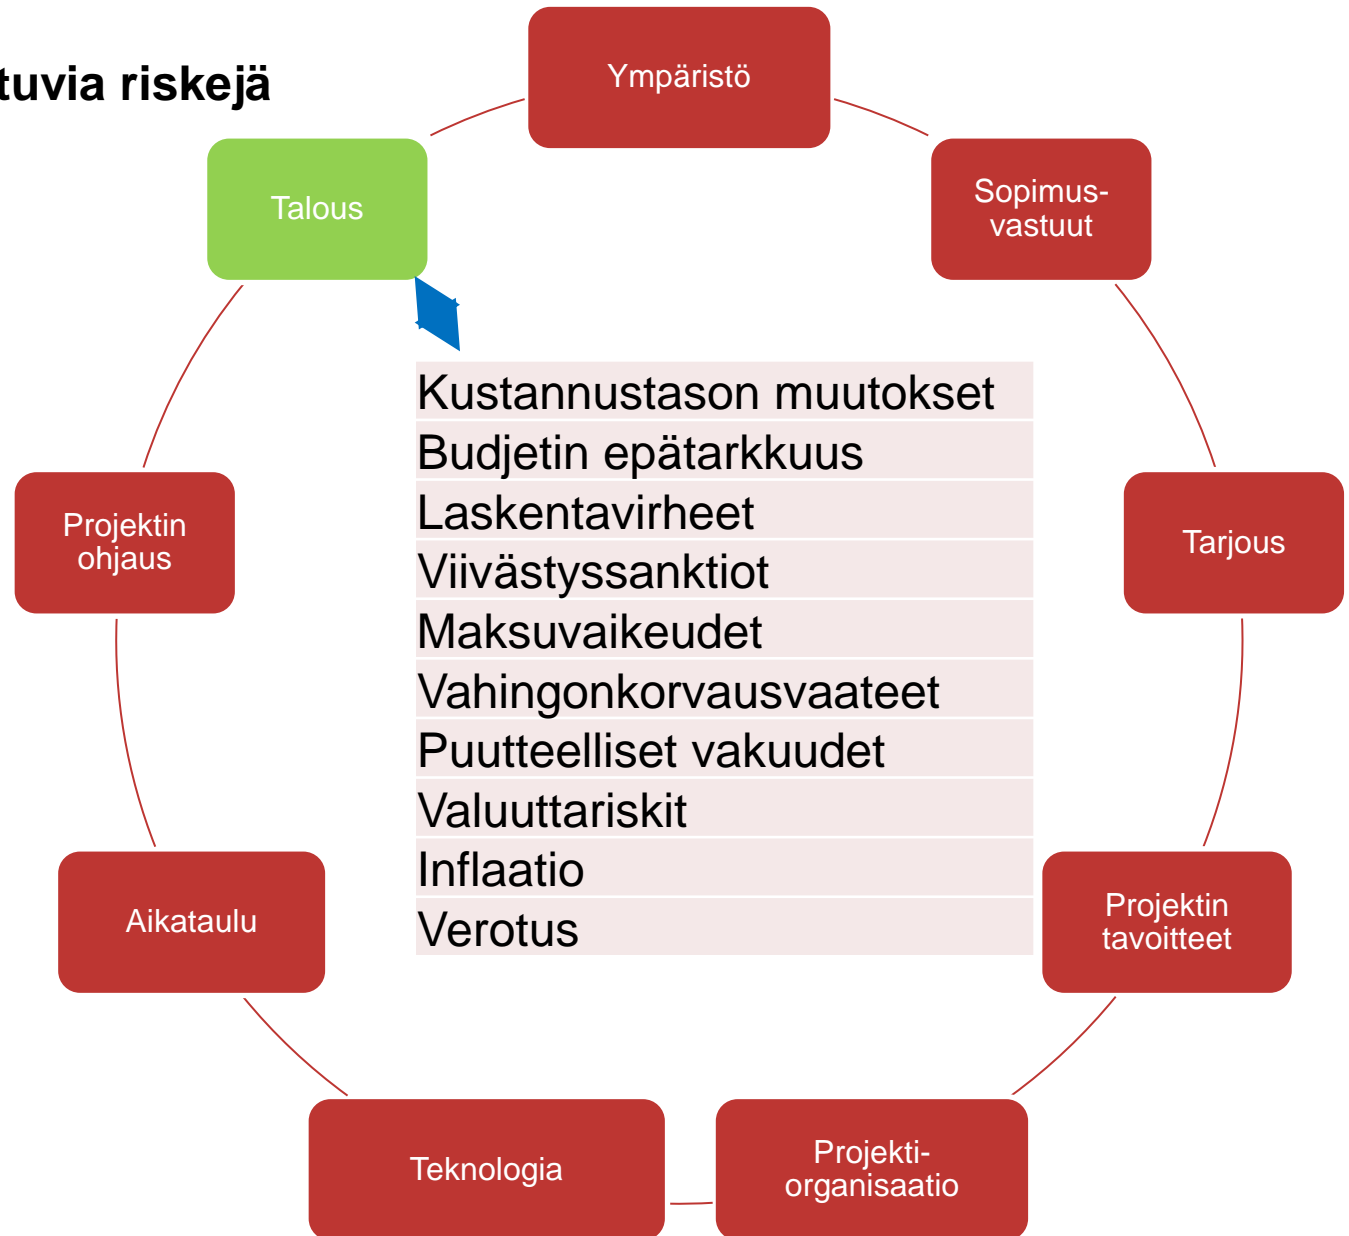 tuvia riskejä
Ympäristö
Talous
Sopimus-
vastuut
Kustannustason muutokset
Budjetin epätarkkuus
Laskentavirheet
Viivästyssanktiot
Maksuvaikeudet
Vahingonkorvausvaateet
Puutteelliset vakuudet
Valuuttariskit
Inflaatio
Verotus
Projektin
ohjaus
Tarjous
Aikataulu
Projektin
tavoitteet
Teknologia
Projekti-
organisaatio